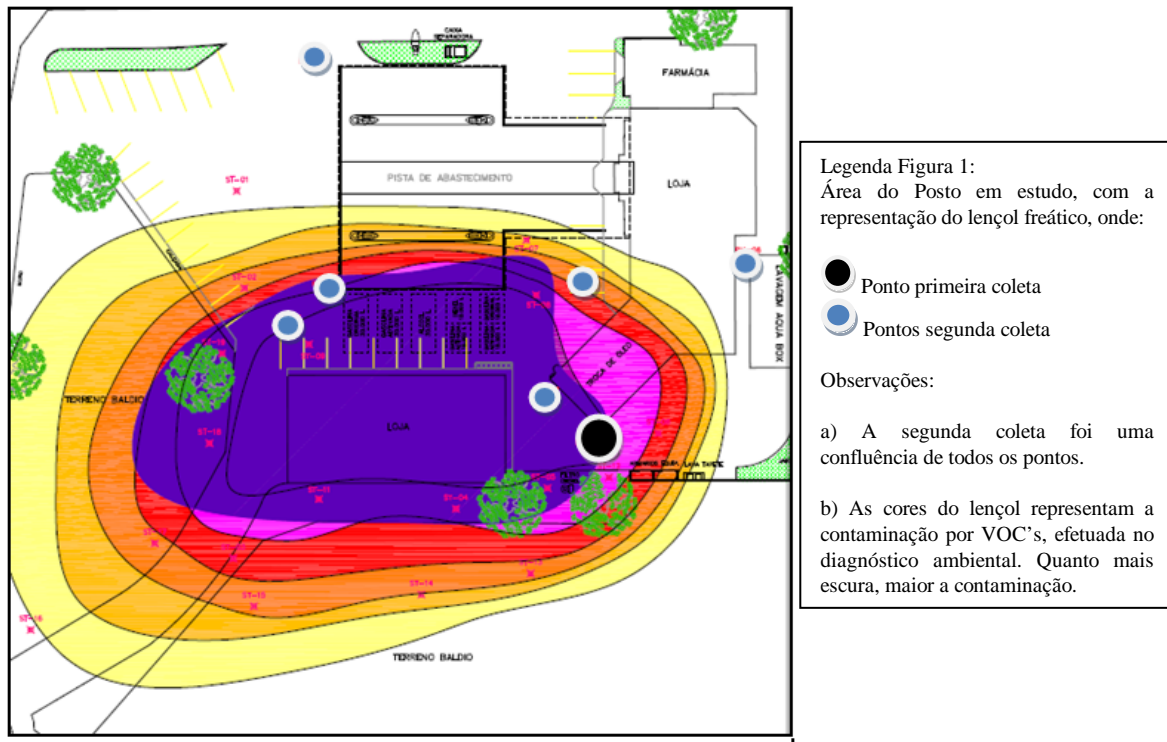 CAIXA
SEPARADORA
FARMÁCIA
ST-01
PISTA DE ABASTECIMENTO
LOJA
ST-07
ST-02
LAVAGEM AQUA BOX
TROCA DE ÓLEO
TERRENO BALDIO
LOJA
ST-11
ST-04
ST-14
ST-15
ST-16
TERRENO BALDIO
Legenda Figura 1:
Área do Posto em estudo, com a
representação do lençol freático, onde:
Ponto primeira coleta
Pontos segunda coleta
Observações:
a) A segunda coleta foi uma
confluência de todos os pontos.
b) As cores do lençol representam a
contaminação por VOC’s, efetuada no
diagnóstico ambiental. Quanto mais
escura, maior a contaminação.